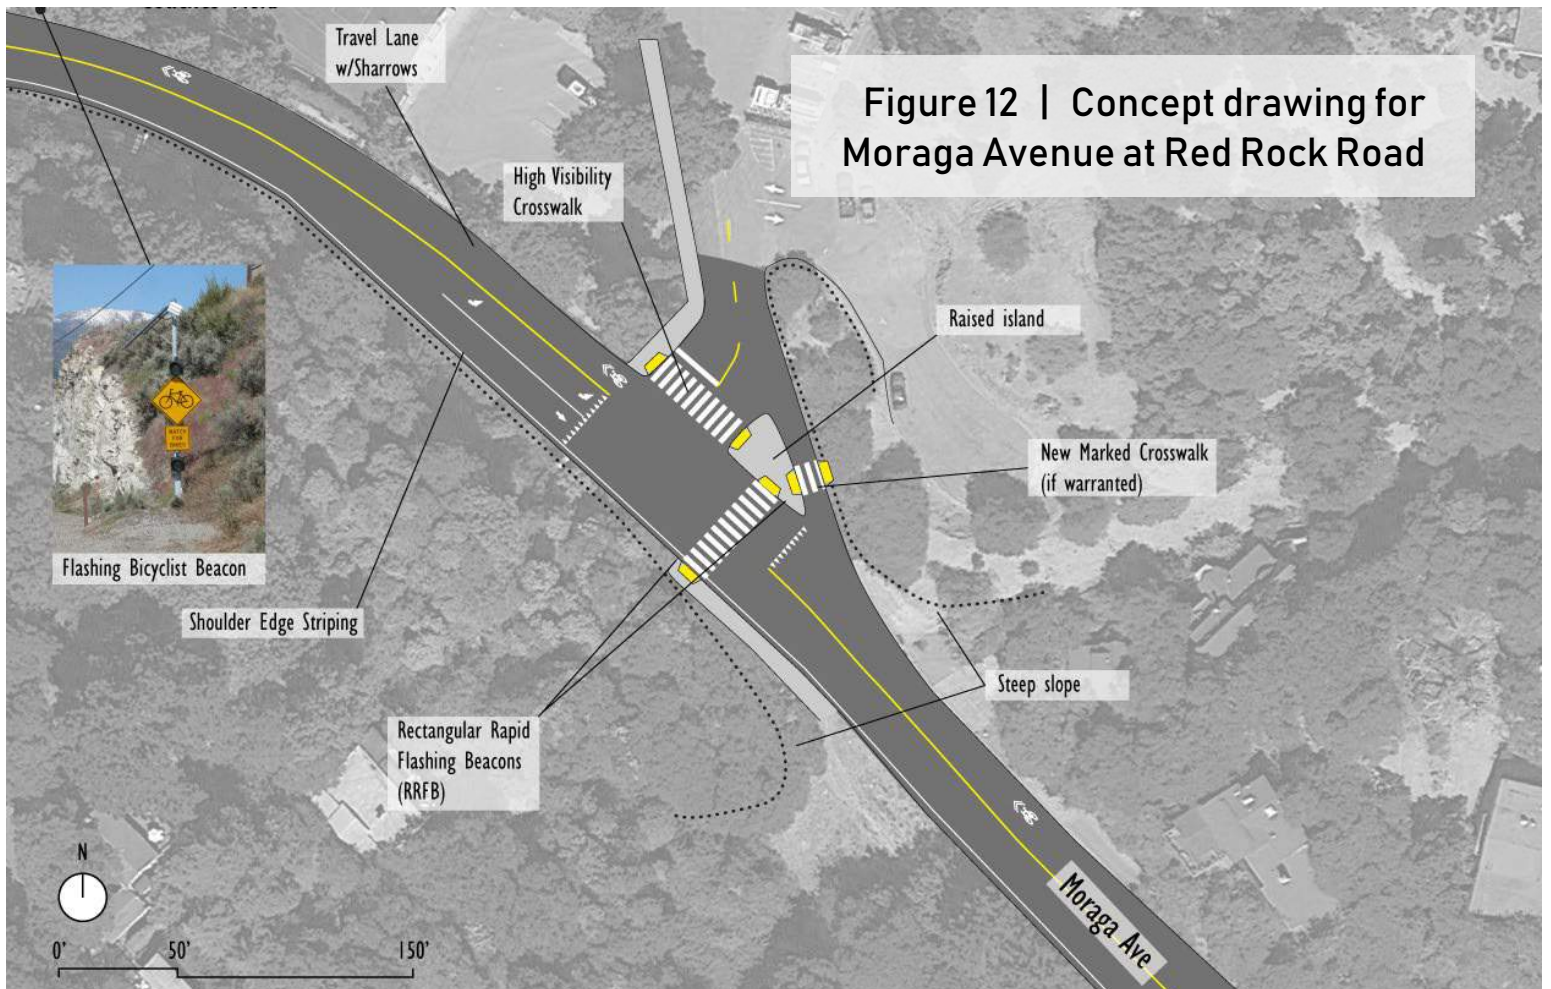 Travel Lane
w/Sharrows
Figure 12 | Concept drawing for
Moraga Avenue at Red Rock Road
High Visibility
Crosswalk
Raised island
New Marked Crosswalk
(if warranted)
WATCH
FOR
Flashing Bicyclist Beacon
Shoulder Edge Striping
Steep slope
Rectangular Rapid
Flashing Beacons
(RRFB)
N
0' 50' 150'
Moraga Ave